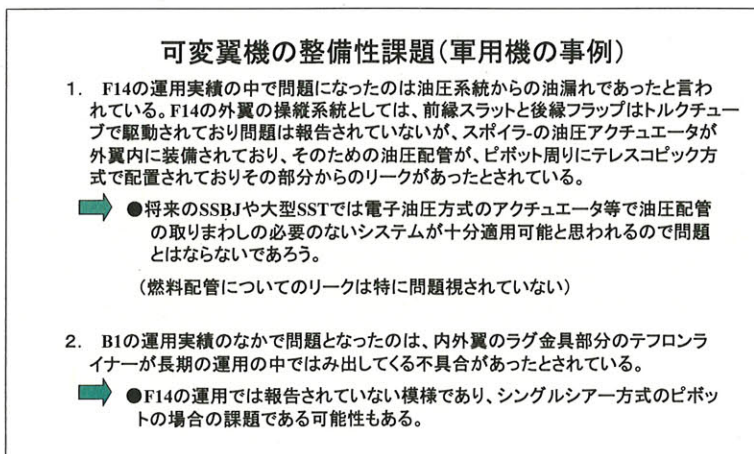 可変翼機の整備性課題(軍用機の事例)
1. F14の運用実績の中で問題になったのは油圧系統からの油漏れであったと言わ
れている。F14の外翼の操縦系統としては、前縁スラットと後縁フラップはトルクチュー
ブで駆動されており問題は報告されていないが、スポイラ-の油圧アクチュエータが
外翼内に装備されており、そのための油圧配管が、ピボット周りにテレスコピック方
式で配置されておりその部分からのリークがあったとされている。
●将来のSSBJや大型SSTでは電子油圧方式のアクチュエータ等で油圧配管
の取りまわしの必要のないシステムが十分適用可能と思われるので問題
とはならないであろう。
(燃料配管についてのリークは特に問題視されていない)
2. B1の運用実績のなかで問題となったのは、内外翼のラグ金具部分のテフロンラ
イナーが長期の運用の中ではみ出してくる不具合があったとされている。
●F14の運用では報告されていない模様であり、シングルシアー方式のピボッ
トの場合の課題である可能性もある。